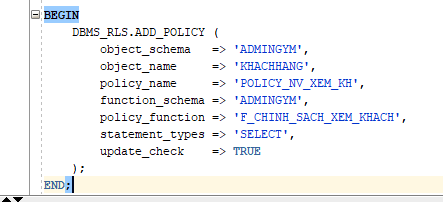 BEGIN
DBMS_RLS.ADD_POLICY (
object_schema => 'ADMINGYM',
object_name => 'KHACHHANG',
policy_name => 'POLICY_NV_XEM_KH',
function_schema => 'ADMINGYM',
policy_function => 'F_CHINH_SACH_XEM_KHACH',
statement_types => 'SELECT',
update_check => TRUE
);
END;